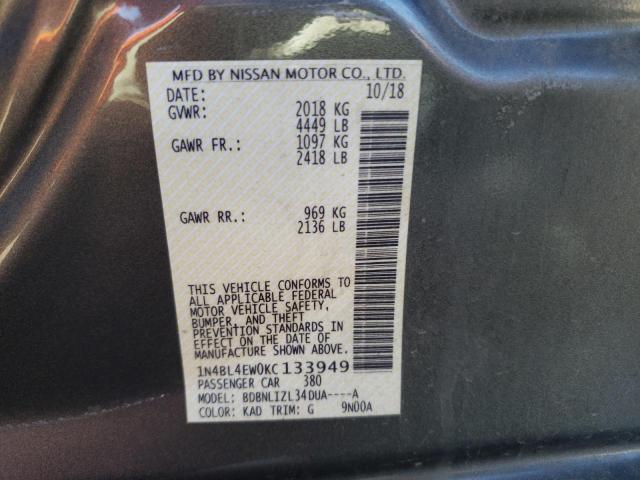 MFD BY NISSAN MOTOR CO., LTD.
DATE: 10/18
GVWR: 2018 KG
4449 LB
GAWR FR.: 1097 KG
2418 LB
GAWR RR.: 969 KG
2136 LB
THIS VEHICLE CONFORMS TO
ALL APPLICABLE FEDERAL
MOTOR VEHICLE SAFETY,
BUMPER, AND THEFT
PREVENTION STANDARDS IN
EFFECT ON THE DATE OF
MANUFACTURE SHOWN ABOVE.
1N4BL4EW0KC133949
PASSENGER CAR 380
MODEL: BDBNLIZL34DUA----A
COLOR: KAD TRIM: G 9N00A